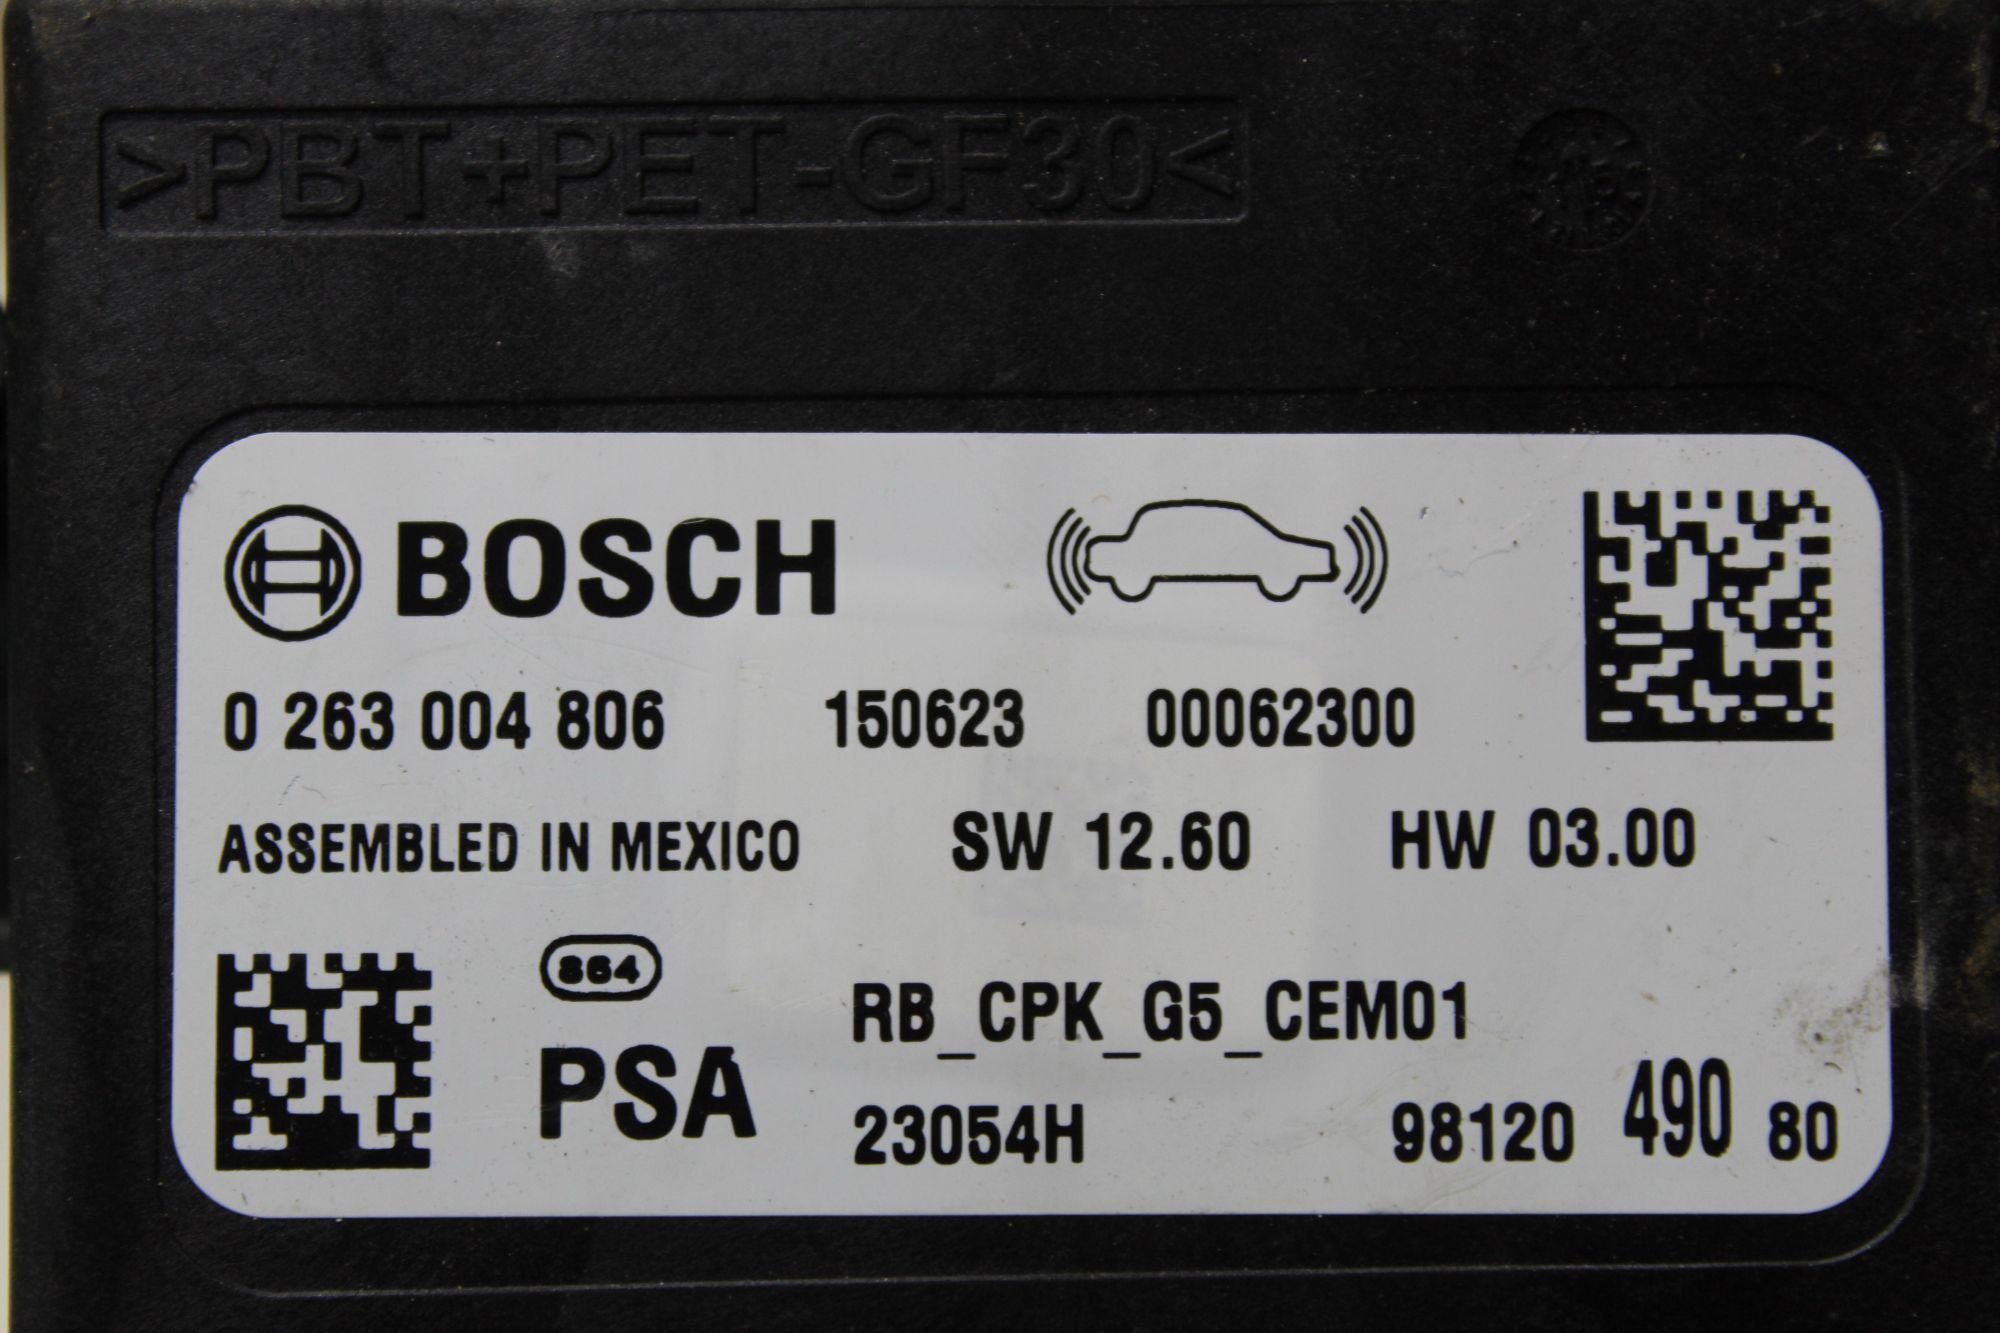 >PBT+PET-GF30<
BOSCH
0 263 004 806 150623 00062300
ASSEMBLED IN MEXICO SW 12.60 HW 03.00
864
PSA
RB_CPK_G5_CEM01
23054H 98120 490 80